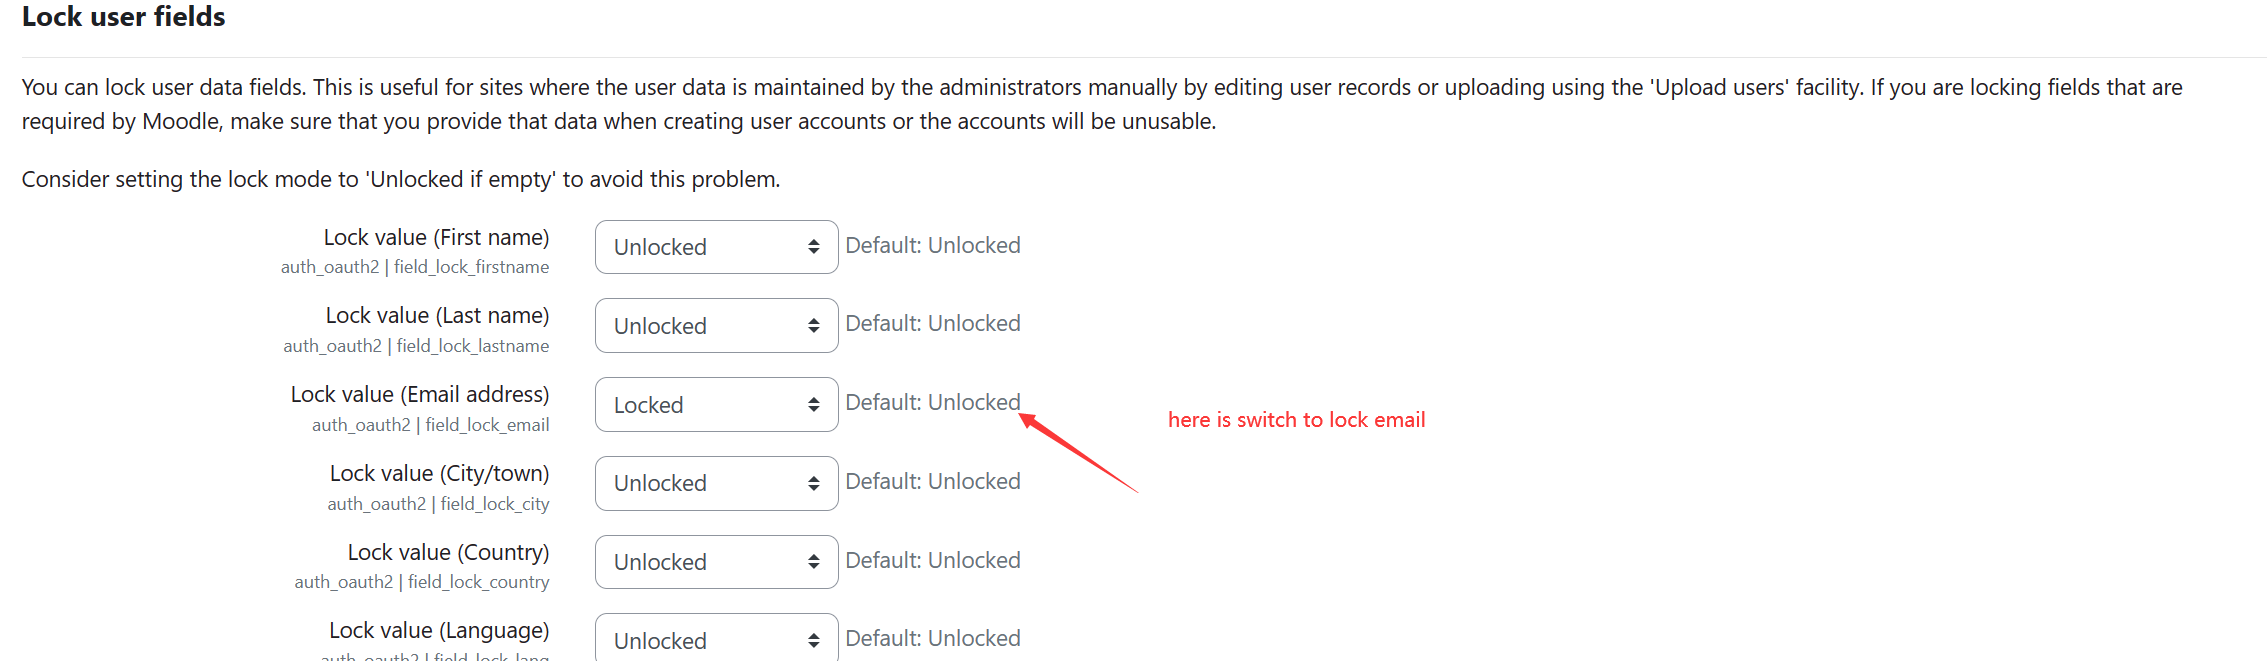 Lock user fields
You can lock user data fields. This is useful for sites where the user data is maintained by the administrators manually by editing user records or uploading using the 'Upload users' facility. If you are locking fields that are
required by Moodle, make sure that you provide that data when creating user accounts or the accounts will be unusable.
Consider setting the lock mode to 'Unlocked if empty' to avoid this problem.
Lock value (First name) Unlocked Default: Unlocked
auth_oauth2 | field_lock_firstname
Lock value (Last name) Unlocked Default: Unlocked
auth_oauth2 | field_lock_lastname
Lock value (Email address) Locked Default: Unlocked
here is switch to lock email
auth_oauth2 | field_lock_email
Lock value (City/town) Unlocked Default: Unlocked
auth_oauth2 | field_lock_city
Lock value (Country) Unlocked Default: Unlocked
auth_oauth2 | field_lock_country
Lock value (Language) Unlocked Default: Unlocked
auth_oauth2 | field_lock_lang